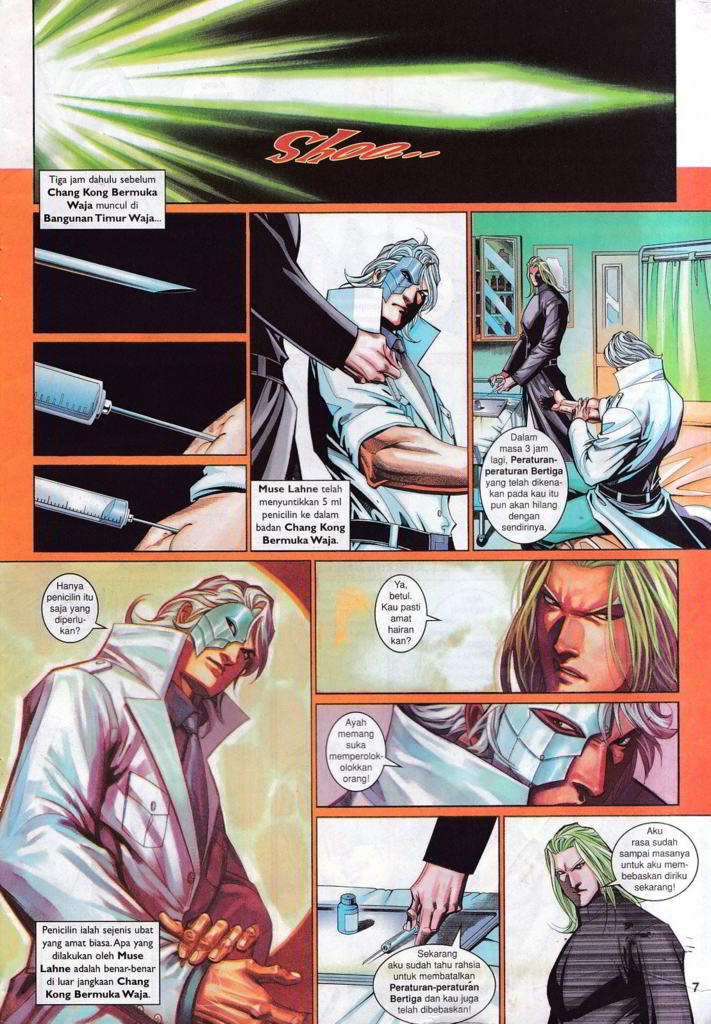 Shoo...
Tiga jam dahulu sebelum
Chang Kong Bermuka
Waja muncul di
Bangunan Timur Waja...
Muse Lahne telah
menyuntikkan 5 ml
penicilin ke dalam
badan Chang Kong
Bermuka Waja.
Dalam
masa 3 jam
lagi, Peraturan-
peraturan Bertiga
yang telah dikena-
kan pada kau itu
pun akan hilang
dengan
sendirinya.
Hanya
penicilin itu
saja yang
diperlu-
kan?
Ya,
betul.
Kau pasti
amat
hairan
kan?
Ayah
memang
suka
memperolok-
olokkan
orang!
Penicilin ialah sejenis ubat
yang amat biasa. Apa yang
dilakukan oleh Muse
Lahne adalah benar-benar
di luar jangkaan Chang
Kong Bermuka Waja.
Sekarang
aku sudah tahu rahsia
untuk membatalkan
Peraturan-peraturan
Bertiga dan kau juga
telah dibebaskan!
Aku
rasa sudah
sampai masanya
untuk aku mem-
bebaskan diriku
sekarang!
7